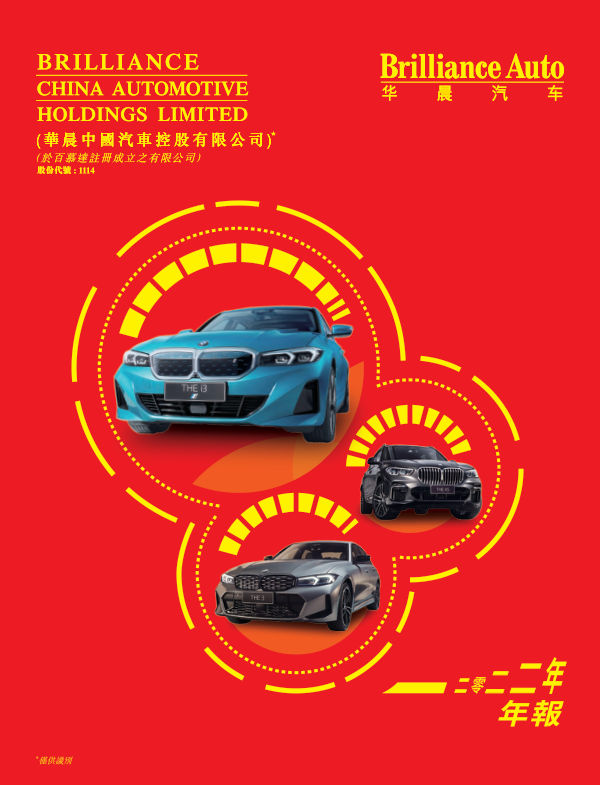 BRILLIANCE
CHINA AUTOMOTIVE
HOLDINGS LIMITED
(華晨中國汽車控股有限公司)*
(於百慕達註冊成立之有限公司)
股份代號 : 1114
Brilliance Auto
华晨汽车
THE i3
THE 3
二零二二年
年報
*僅供識別